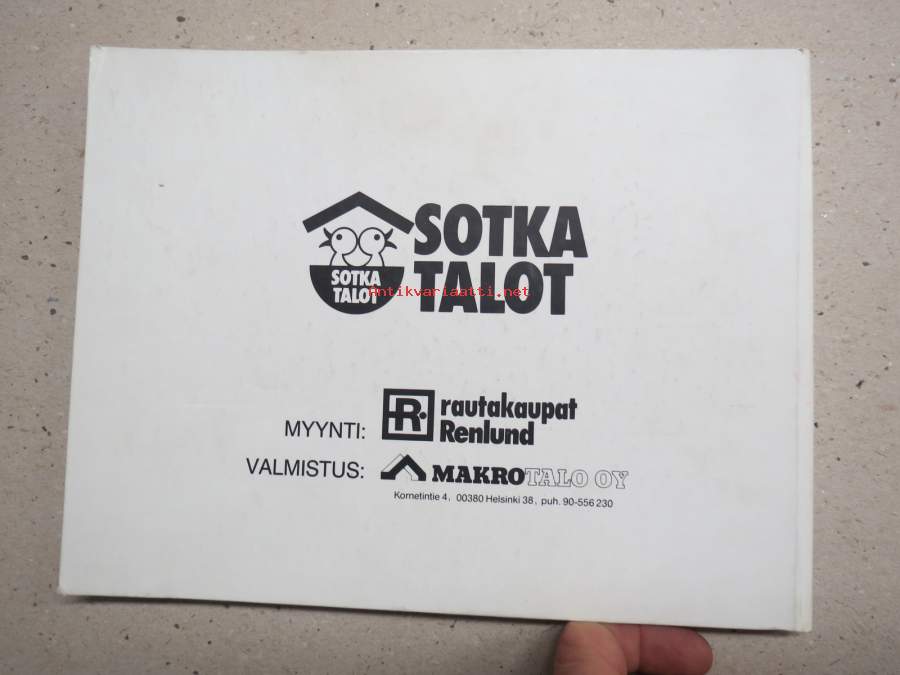 SOTKA
TALOT
SOTKA
TALOT
antikvariaatti.net
MYYNTI:
R
rautakaupat
Renlund
VALMISTUS:
MAKROTALO OY
Kornetintie 4, 00380 Helsinki 38, puh. 90-556 230